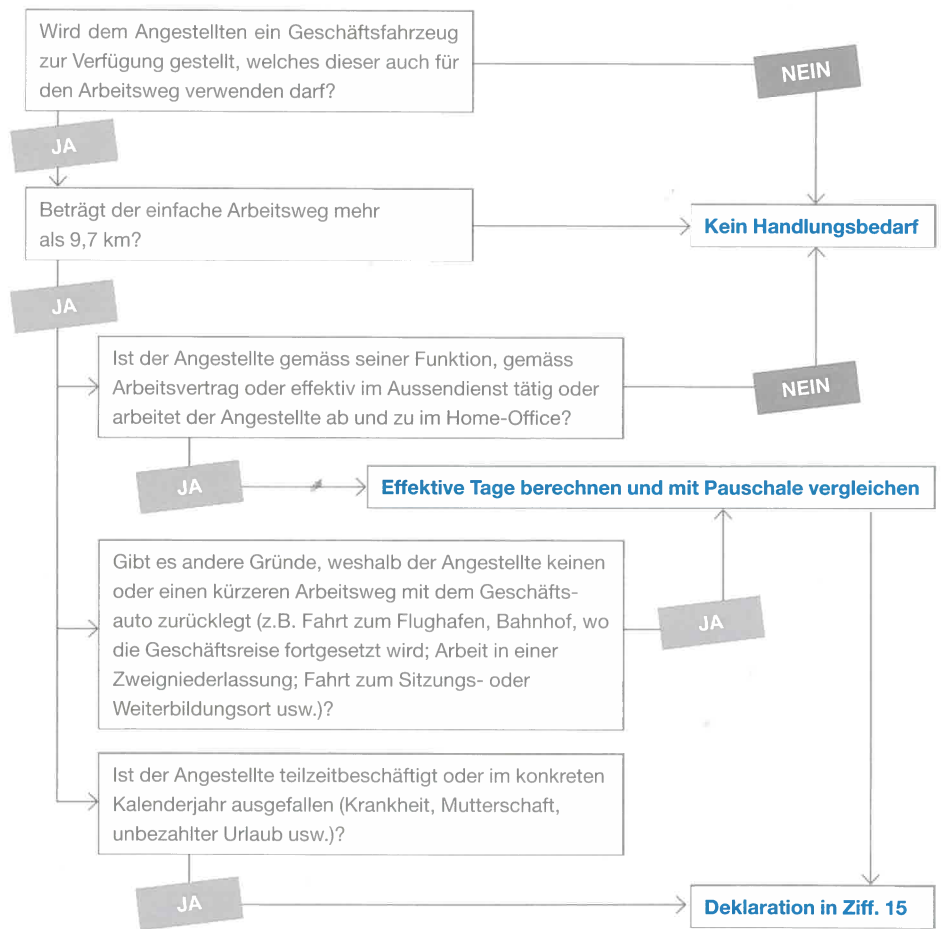 Wird dem Angestellten ein Geschäftsfahrzeug
zur Verfügung gestellt, welches dieser auch für
den Arbeitsweg verwenden darf?
NEIN
JA
Beträgt der einfache Arbeitsweg mehr
als 9,7 km?
Kein Handlungsbedarf
JA
Ist der Angestellte gemäss seiner Funktion, gemäss
Arbeitsvertrag oder effektiv im Aussendienst tätig oder
arbeitet der Angestellte ab und zu im Home-Office?
NEIN
JA
Effektive Tage berechnen und mit Pauschale vergleichen
Gibt es andere Gründe, weshalb der Angestellte keinen
oder einen kürzeren Arbeitsweg mit dem Geschäfts-
auto zurücklegt (z.B. Fahrt zum Flughafen, Bahnhof, wo
die Geschäftsreise fortgesetzt wird; Arbeit in einer
Zweigniederlassung; Fahrt zum Sitzungs- oder
Weiterbildungsort usw.)?
JA
Ist der Angestellte teilzeitbeschäftigt oder im konkreten
Kalenderjahr ausgefallen (Krankheit, Mutterschaft,
unbezahlter Urlaub usw.)?
JA
Deklaration in Ziff. 15